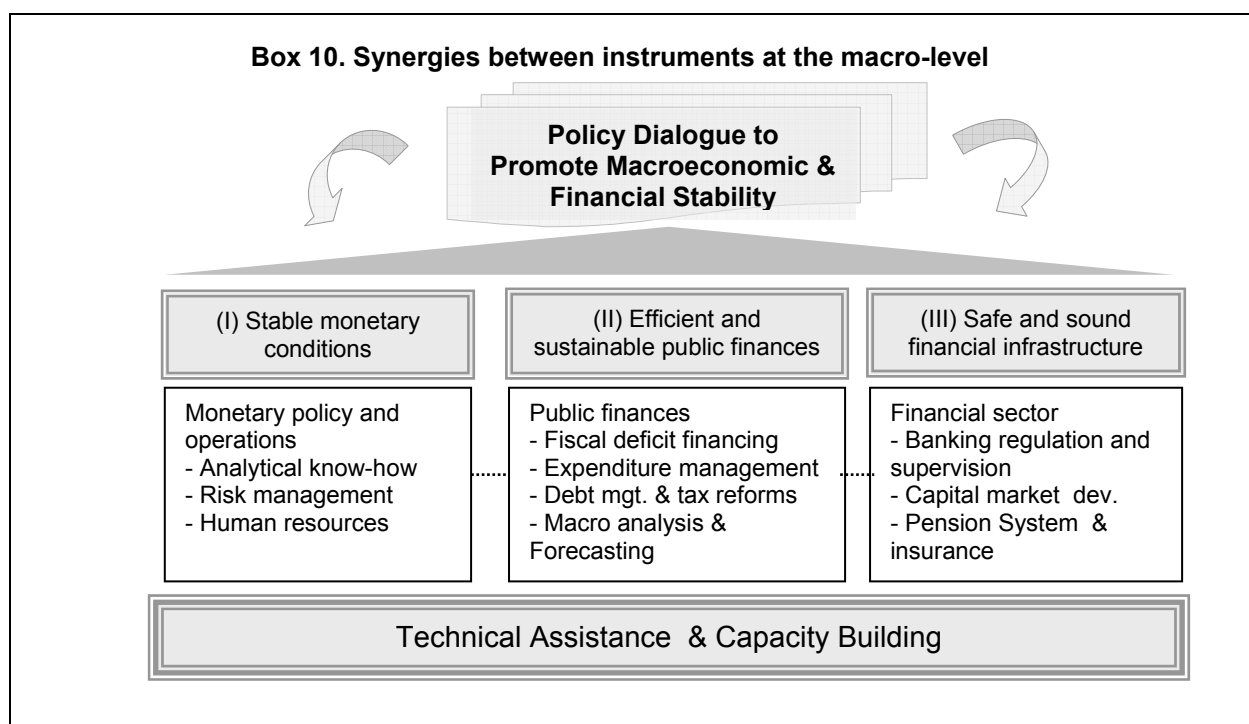 Box 10. Synergies between instruments at the macro-level
Policy Dialogue to
Promote Macroeconomic &
Financial Stability
(I) Stable monetary
conditions
(II) Efficient and
sustainable public finances
(III) Safe and sound
financial infrastructure
Monetary policy and
operations
- Analytical know-how
- Risk management
- Human resources
Public finances
- Fiscal deficit financing
- Expenditure management
- Debt mgt. & tax reforms
- Macro analysis &
Forecasting
Financial sector
- Banking regulation and
supervision
- Capital market dev.
- Pension System &
insurance
Technical Assistance & Capacity Building